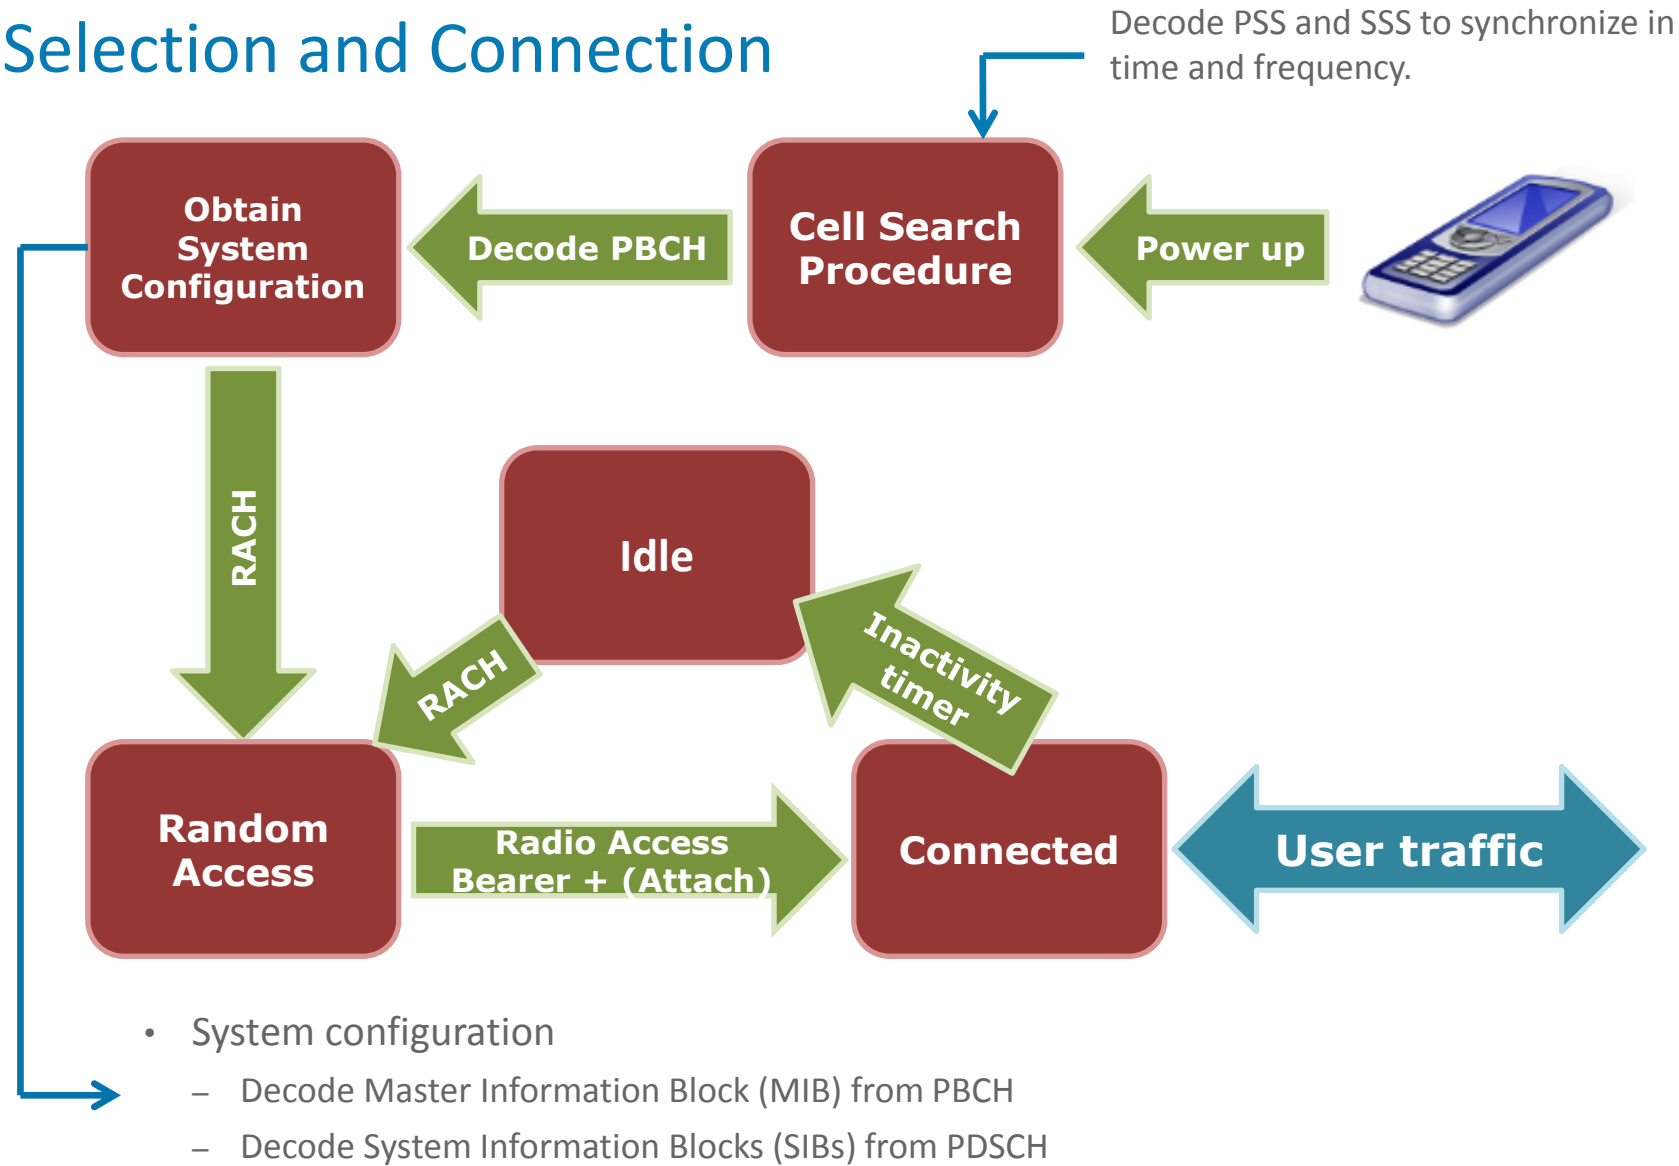 Selection and Connection
Decode PSS and SSS to synchronize in
time and frequency.
Obtain
System
Configuration
Decode PBCH
Cell Search
Procedure
Power up
RACH
Idle
RACH
Inactivity
timer
Random
Access
Radio Access
Bearer + (Attach)
Connected
User traffic
• System configuration
– Decode Master Information Block (MIB) from PBCH
– Decode System Information Blocks (SIBs) from PDSCH